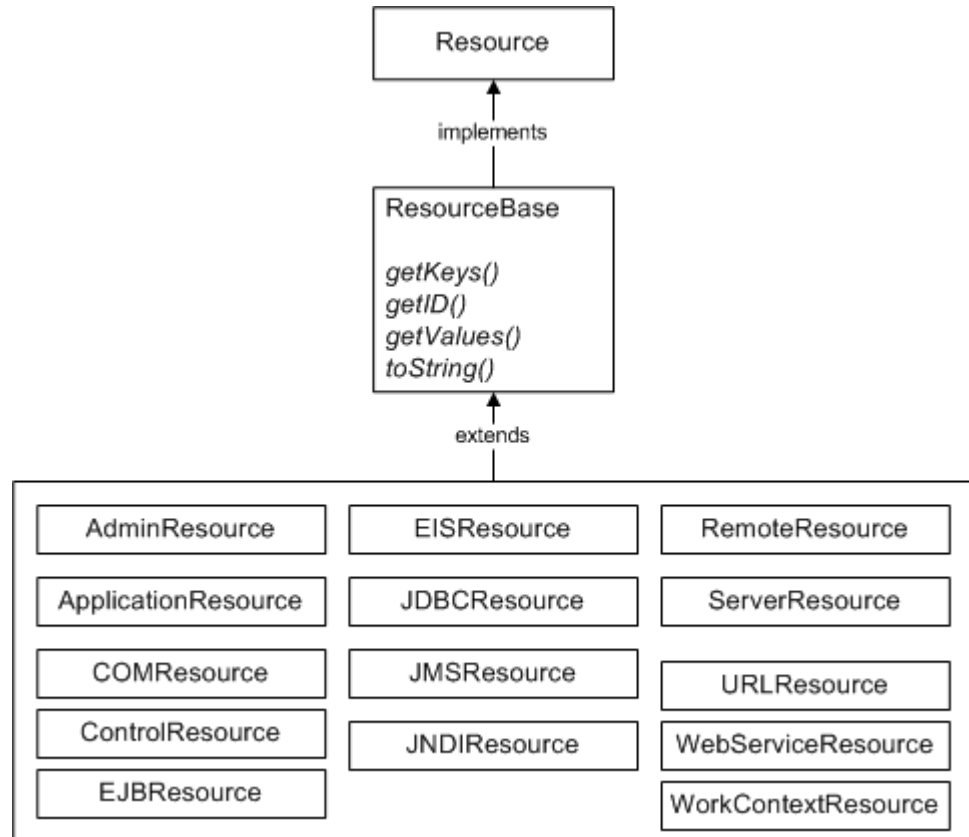 Resource
implements
ResourceBase
getKeys()
getID()
getValues()
toString()
extends
AdminResource
ApplicationResource
COMResource
ControlResource
EJBResource
EISResource
JDBCResource
JMSResource
JNDIResource
RemoteResource
ServerResource
URLResource
WebServiceResource
WorkContextResource